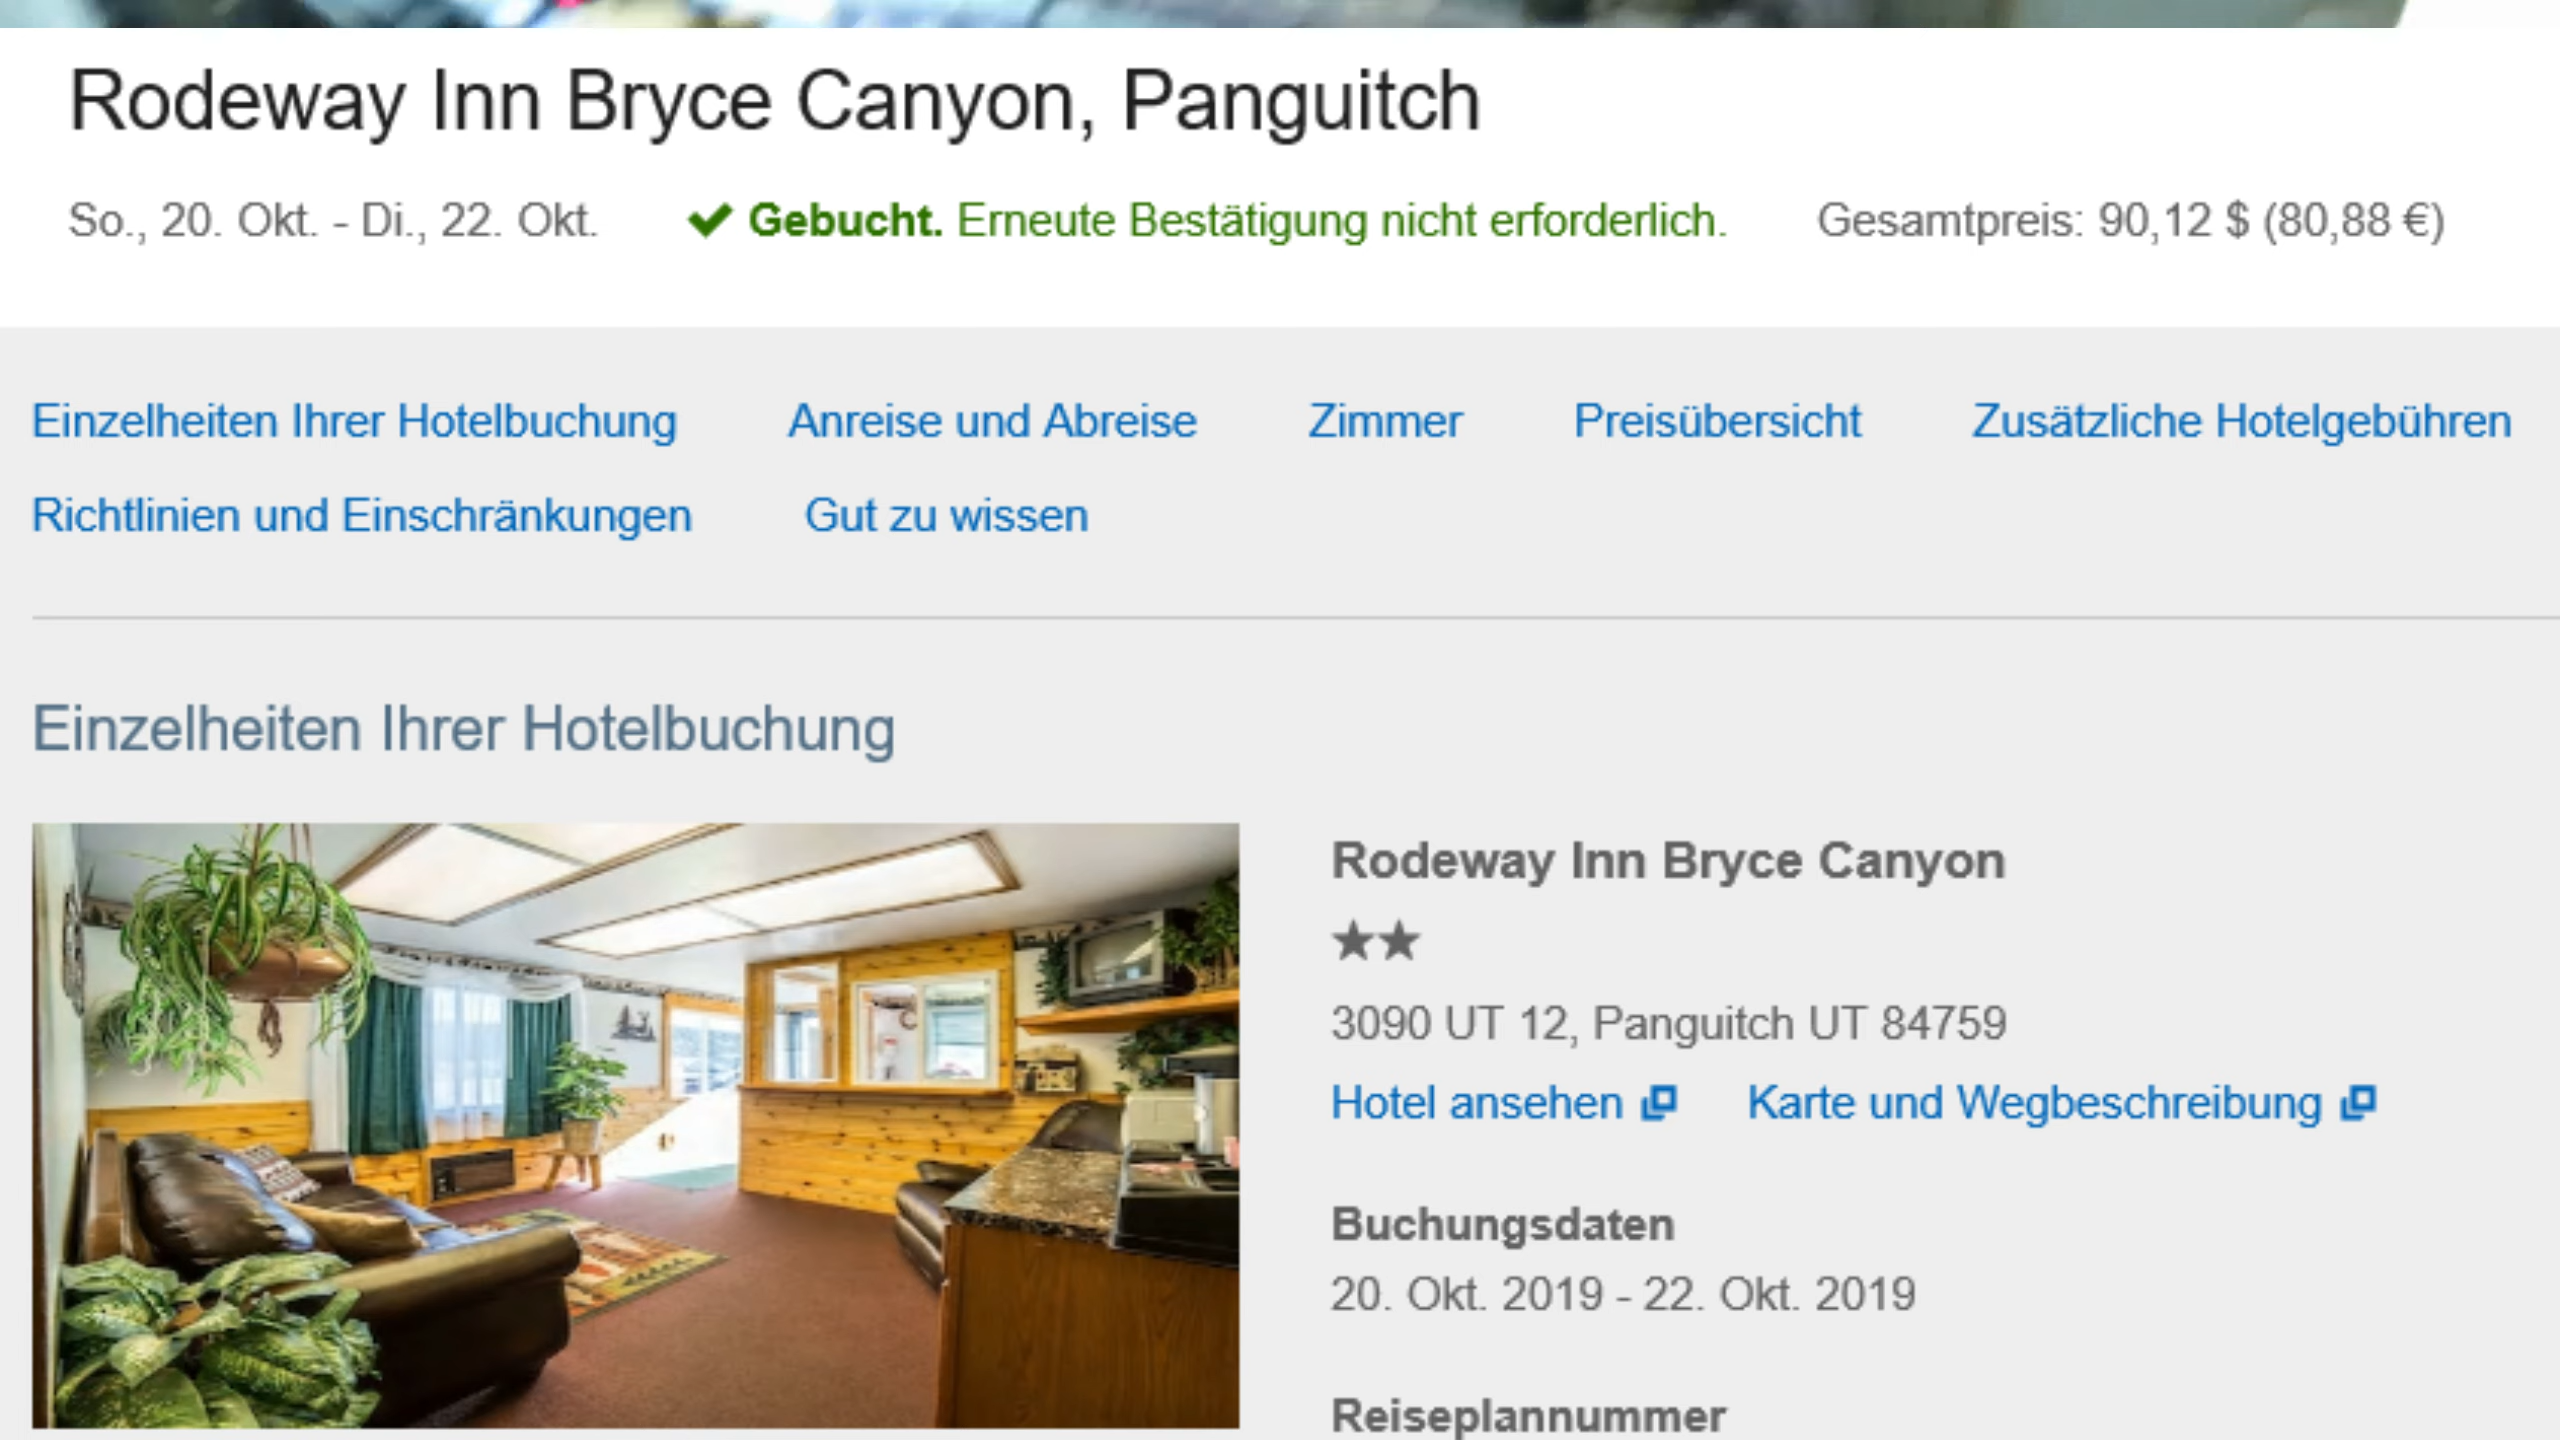 Rodeway Inn Bryce Canyon, Panguitch
So., 20. Okt. - Di., 22. Okt. Gebucht. Erneute Bestätigung nicht erforderlich. Gesamtpreis: 90,12 $ (80,88 €)
Einzelheiten Ihrer Hotelbuchung Anreise und Abreise Zimmer Preisübersicht Zusätzliche Hotelgebühren
Richtlinien und Einschränkungen Gut zu wissen
Einzelheiten Ihrer Hotelbuchung
Rodeway Inn Bryce Canyon
3090 UT 12, Panguitch UT 84759
Hotel ansehen Karte und Wegbeschreibung
Buchungsdaten
20. Okt. 2019 - 22. Okt. 2019
Reiseplannummer